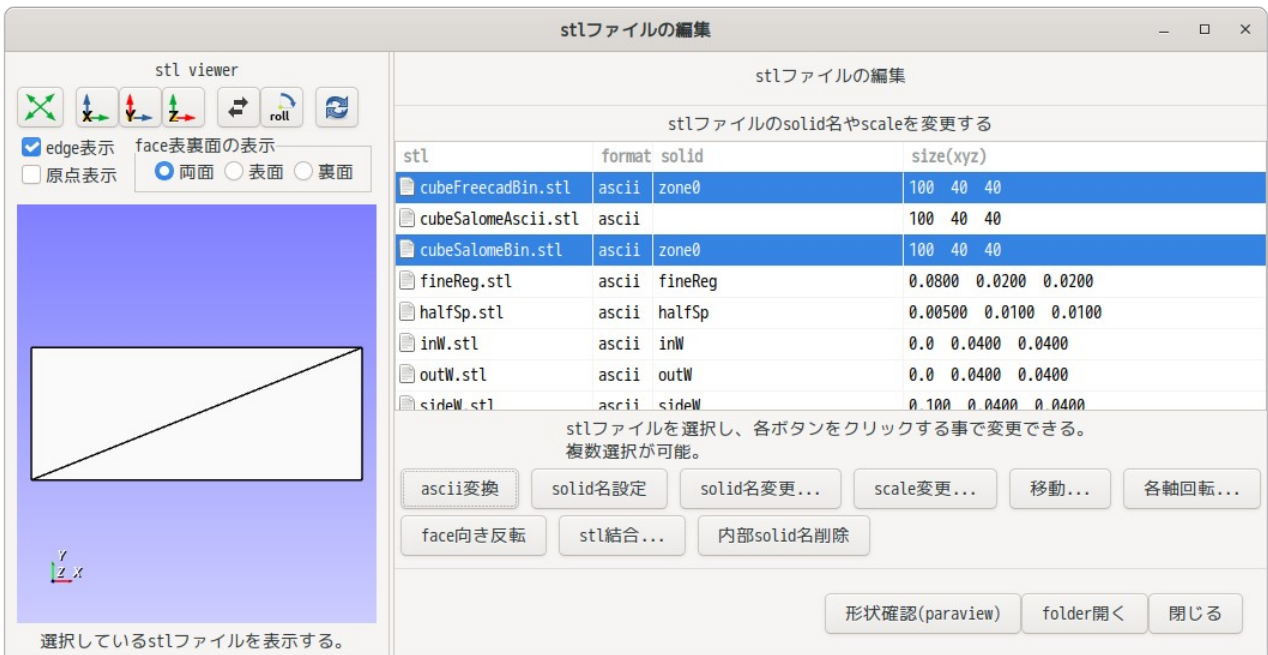 stlファイルの編集
stl viewer
X Y Z roll
edge表示
原点表示
face表裏面の表示
両面 表面 裏面
Y
Z X
選択しているstlファイルを表示する。
stlファイルの編集
stlファイルのsolid名やscaleを変更する
stl format solid size(xyz)
cubeFreecadBin.stl ascii zone0 100 40 40
cubeSalomeAscii.stl ascii 100 40 40
cubeSalomeBin.stl ascii zone0 100 40 40
fineReg.stl ascii fineReg 0.0800 0.0200 0.0200
halfSp.stl ascii halfSp 0.00500 0.0100 0.0100
inW.stl ascii inW 0.0 0.0400 0.0400
outW.stl ascii outW 0.0 0.0400 0.0400
sideW.stl ascii sideW 0.100 0.0400 0.0400
stlファイルを選択し、各ボタンをクリックする事で変更できる。
複数選択が可能。
ascii変換 solid名設定 solid名変更... scale変更... 移動... 各軸回転...
face向き反転 stl結合... 内部solid名削除
形状確認(paraview) folder開く 閉じる